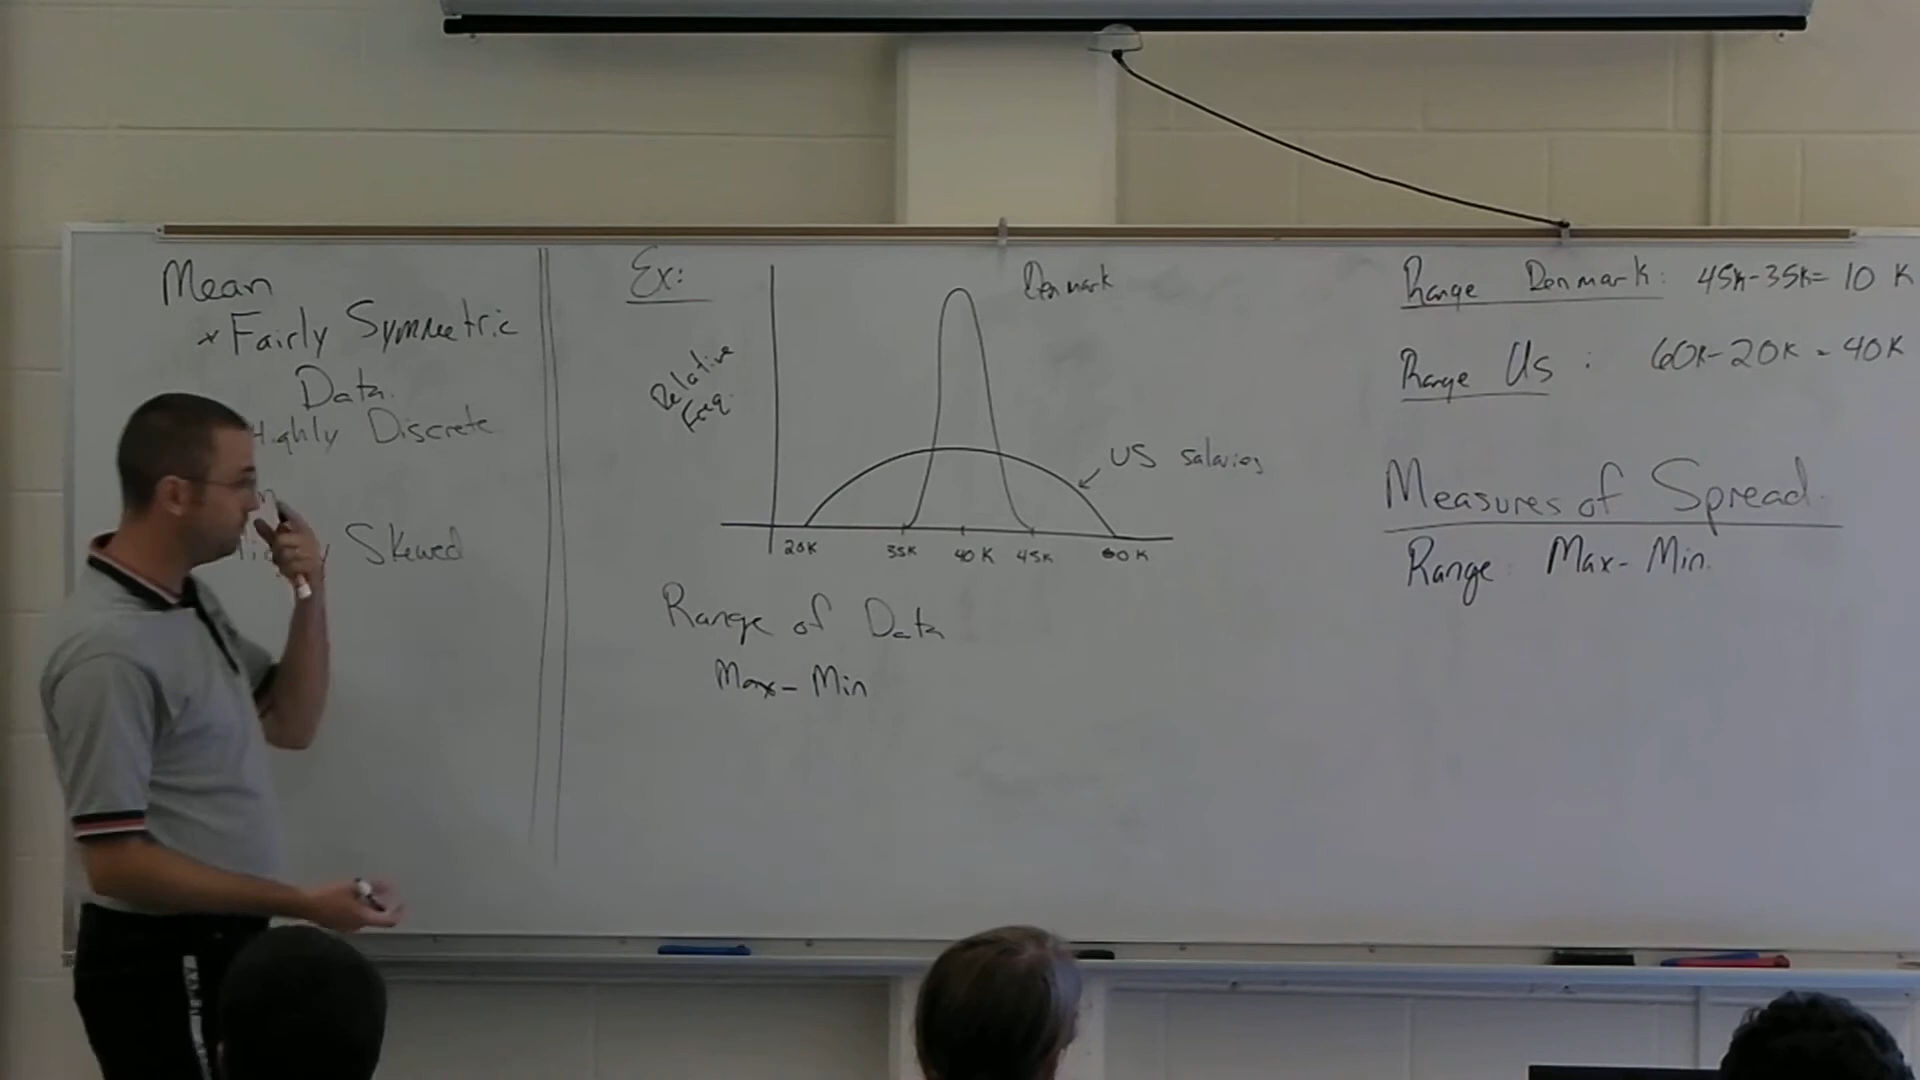 Mean
* Fairly Symmetric
Data.
Highly Discrete
Skewed
Ex:
Denmark
Relative
Freq.
US salaries
20K 35K 40K 45K 60K
Range of Data
Max - Min
Range Denmark: 45K-35K= 10 K
Range US : 60K-20K = 40K
Measures of Spread
Range: Max- Min.